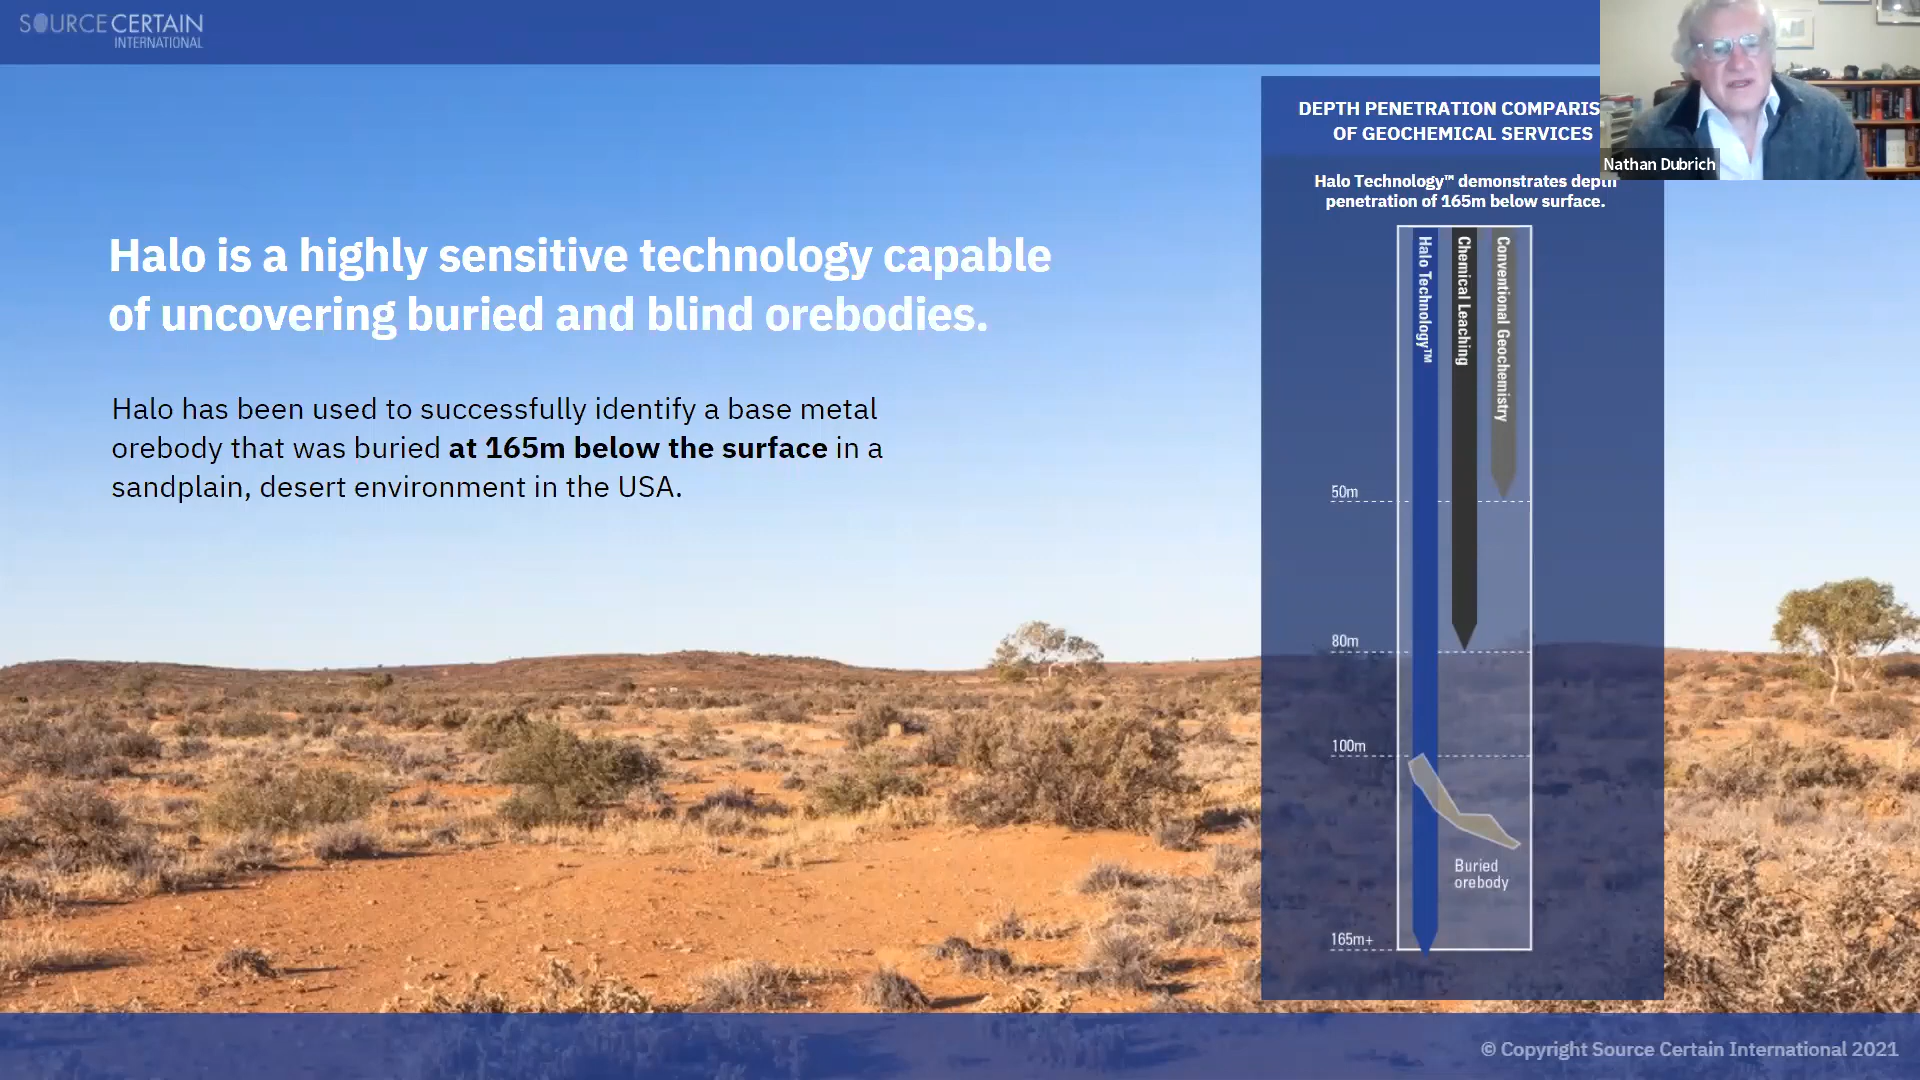 SOURCE CERTAIN
INTERNATIONAL
DEPTH PENETRATION COMPARIS
OF GEOCHEMICAL SERVICES
Nathan Dubrich
Halo Technology™ demonstrates depth
penetration of 165m below surface.
Halo is a highly sensitive technology capable
of uncovering buried and blind orebodies.
Halo has been used to successfully identify a base metal
orebody that was buried at 165m below the surface in a
sandplain, desert environment in the USA.
Halo Technology™
Chemical Leaching
Conventional Geochemistry
50m
80m
100m
Buried
orebody
165m+
© Copyright Source Certain International 2021